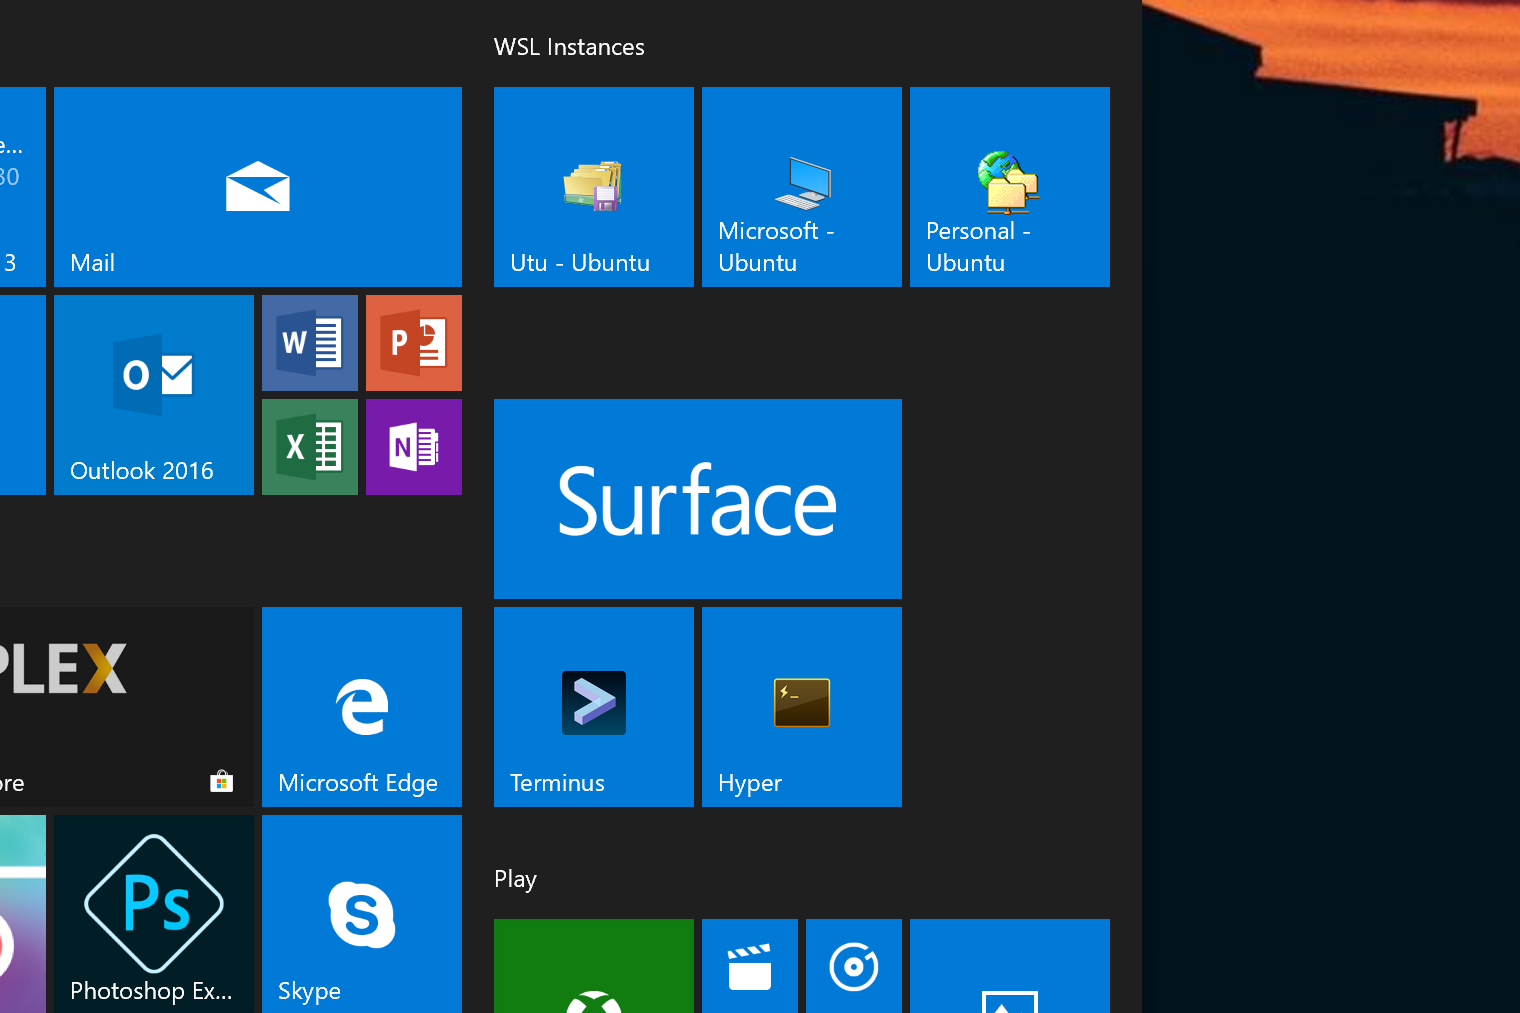 WSL Instances
e...
30
3
Mail
Utu - Ubuntu
Microsoft -
Ubuntu
Personal -
Ubuntu
O
Outlook 2016
W
P
X
N
Surface
PLEX
ore
Microsoft Edge
Terminus
Hyper
Ps
Photoshop Ex...
S
Skype
Play